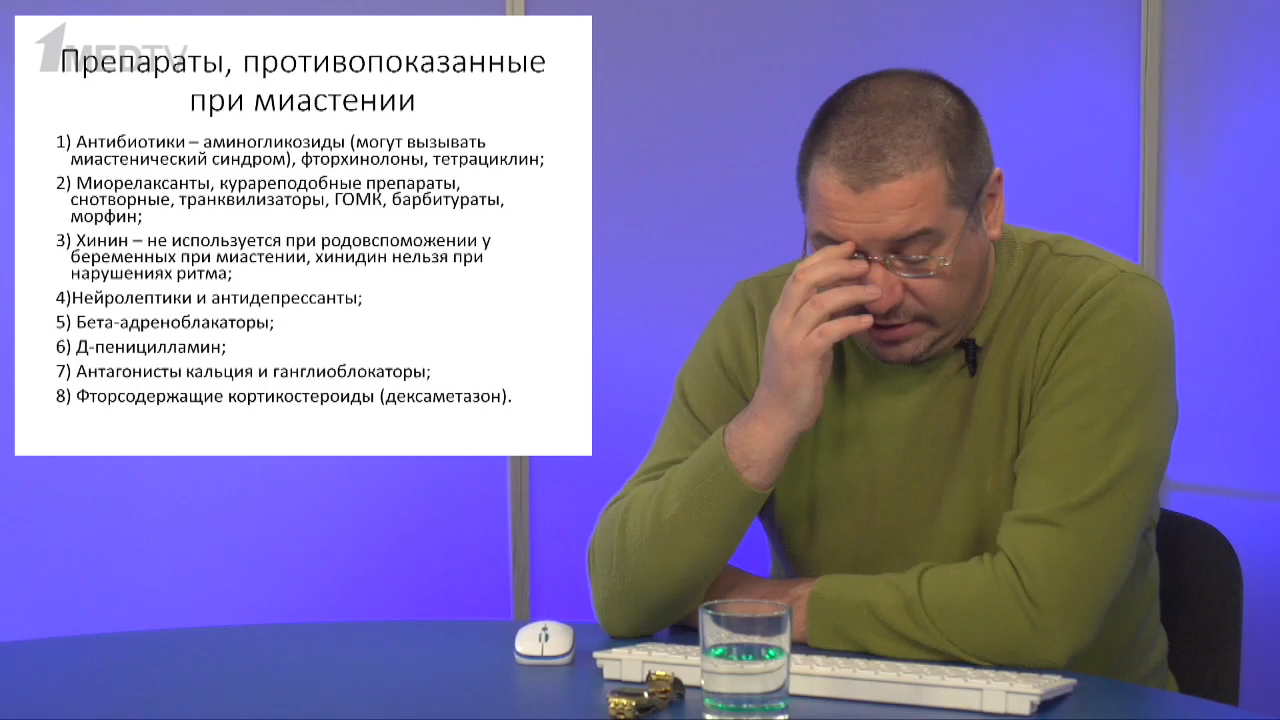 1MEDTV
Препараты, противопоказанные
при миастении
1) Антибиотики – аминогликозиды (могут вызывать
миастенический синдром), фторхинолоны, тетрациклин;
2) Миорелаксанты, курареподобные препараты,
снотворные, транквилизаторы, ГОМК, барбитураты,
морфин;
3) Хинин – не используется при родовспоможении у
беременных при миастении, хинидин нельзя при
нарушениях ритма;
4)Нейролептики и антидепрессанты;
5) Бета-адреноблакаторы;
6) Д-пеницилламин;
7) Антагонисты кальция и ганглиоблокаторы;
8) Фторсодержащие кортикостероиды (дексаметазон).